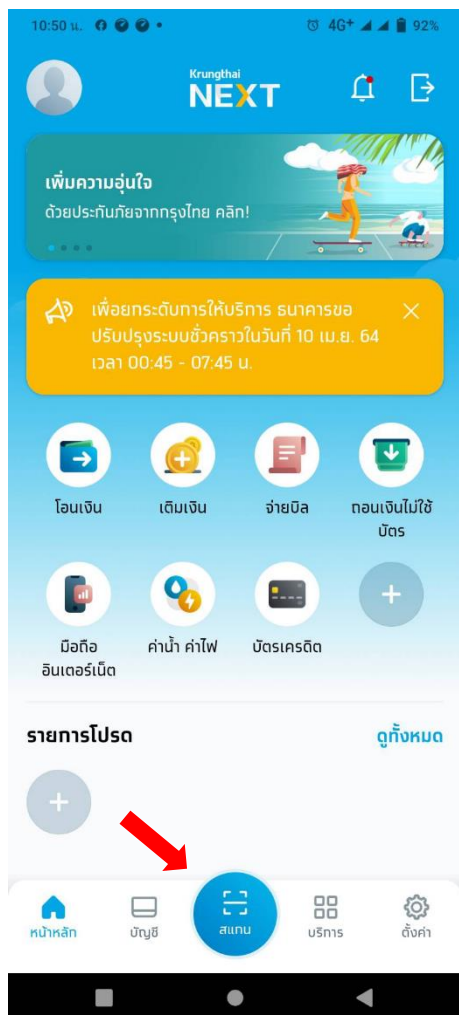 10:50 น.
4G+ 92%
Krungthai
NEXT
เพิ่มความอุ่นใจ
ด้วยประกันภัยจากกรุงไทย คลิก!
เพื่อยกระดับการให้บริการ ธนาคารขอ
ปรับปรุงระบบชั่วคราวในวันที่ 10 เม.ย. 64
เวลา 00:45 - 07:45 น.
โอนเงิน
เติมเงิน
จ่ายบิล
ถอนเงินไม่ใช้
บัตร
มือถือ
อินเตอร์เน็ต
ค่าน้ำ ค่าไฟ
บัตรเครดิต
รายการโปรด
ดูทั้งหมด
หน้าหลัก
บัญชี
สแกน
บริการ
ตั้งค่า